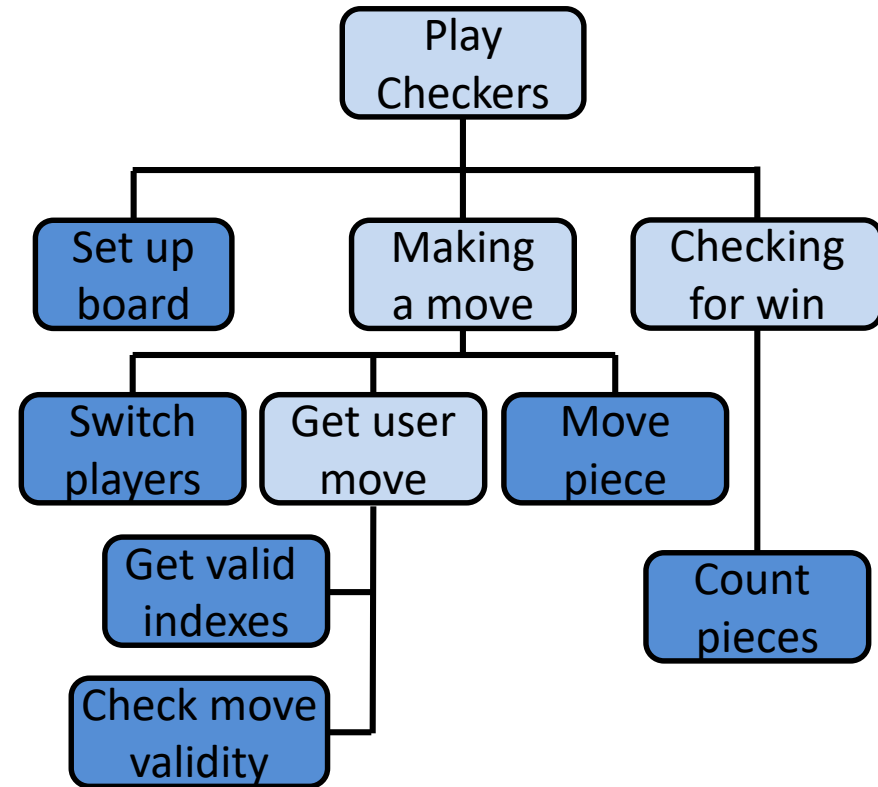 Play
Checkers
Set up
board
Making
a move
Checking
for win
Switch
players
Get user
move
Move
piece
Get valid
indexes
Count
pieces
Check move
validity